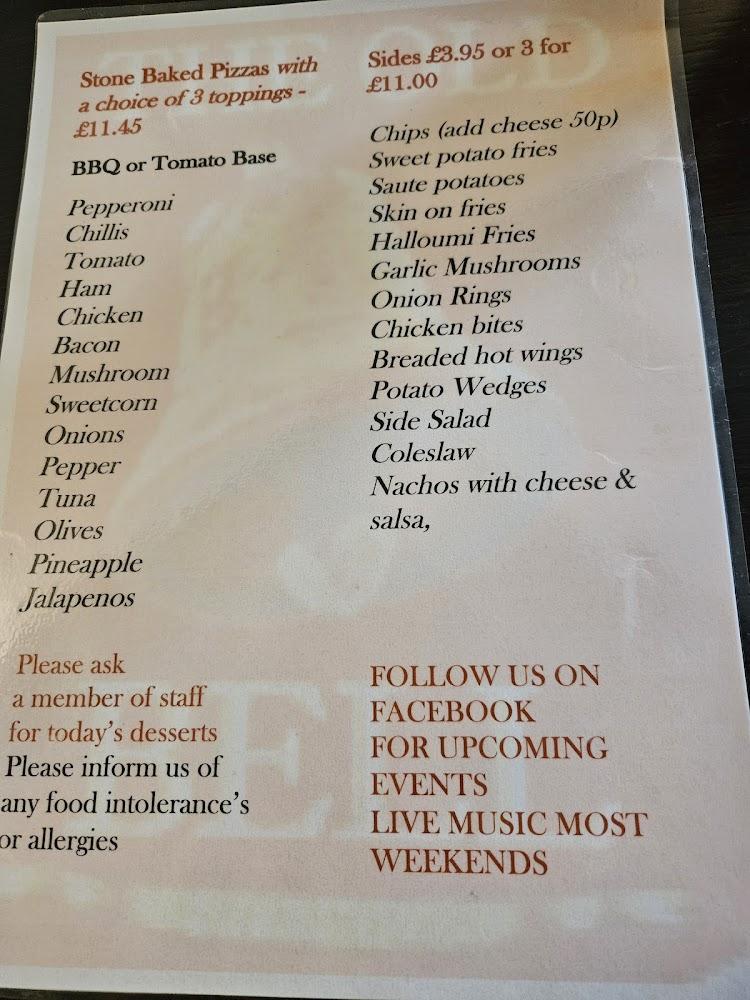 Stone Baked Pizzas with
a choice of 3 toppings -
£11.45
BBQ or Tomato Base
Pepperoni
Chillis
Tomato
Ham
Chicken
Bacon
Mushroom
Sweetcorn
Onions
Pepper
Tuna
Olives
Pineapple
Jalapenos
Please ask
a member of staff
for today's desserts
Please inform us of
any food intolerance's
or allergies
Sides £3.95 or 3 for
£11.00
Chips (add cheese 50p)
Sweet potato fries
Saute potatoes
Skin on fries
Halloumi Fries
Garlic Mushrooms
Onion Rings
Chicken bites
Breaded hot wings
Potato Wedges
Side Salad
Coleslaw
Nachos with cheese &
salsa,
FOLLOW US ON
FACEBOOK
FOR UPCOMING
EVENTS
LIVE MUSIC MOST
WEEKENDS
THE OLD
BELL